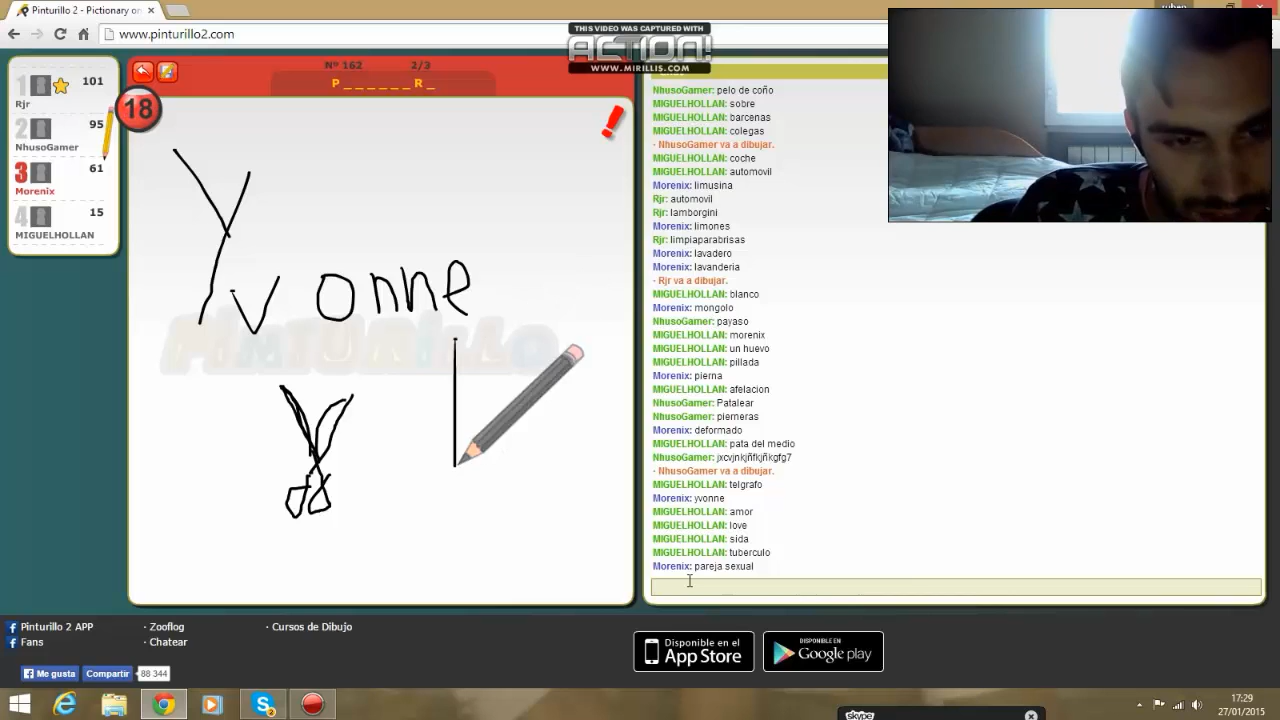 Pinturillo 2 - Pictionary on
www.pinturillo2.com
THIS VIDEO WAS CAPTURED WITH
ACTION!
WWW.MIRILLIS.COM
1 101
Rjr
2 95
NhusoGamer
3 61
Morenix
4 15
MIGUELHOLLAN
18
Nº 162 2/3
P _ _ _ _ _ _ R _
!
Yvonne
NhusoGamer: pelo de coño
MIGUELHOLLAN: sobre
MIGUELHOLLAN: barcenas
MIGUELHOLLAN: colegas
· NhusoGamer va a dibujar.
MIGUELHOLLAN: coche
MIGUELHOLLAN: automovil
Morenix: limusina
Rjr: automovil
Rjr: lamborgini
Morenix: limones
Rjr: limpiaparabrisas
Morenix: lavadero
Morenix: lavanderia
· Rjr va a dibujar.
MIGUELHOLLAN: blanco
Morenix: mongolo
NhusoGamer: payaso
MIGUELHOLLAN: morenix
MIGUELHOLLAN: un huevo
MIGUELHOLLAN: pillada
Morenix: pierna
MIGUELHOLLAN: afelacion
NhusoGamer: Patalear
NhusoGamer: pierneras
Morenix: deformado
MIGUELHOLLAN: pata del medio
NhusoGamer: jxcvjnkjñfkjñkgfg7
· NhusoGamer va a dibujar.
MIGUELHOLLAN: telgrafo
Morenix: yvonne
MIGUELHOLLAN: amor
MIGUELHOLLAN: love
MIGUELHOLLAN: sida
MIGUELHOLLAN: tuberculo
Morenix: pareja sexual
Pinturillo 2 APP · Zooflog · Cursos de Dibujo
Fans · Chatear
Me gusta Compartir 88 344
Disponible en el
App Store
DISPONIBLE EN
Google play
skype
17:29
27/01/2015